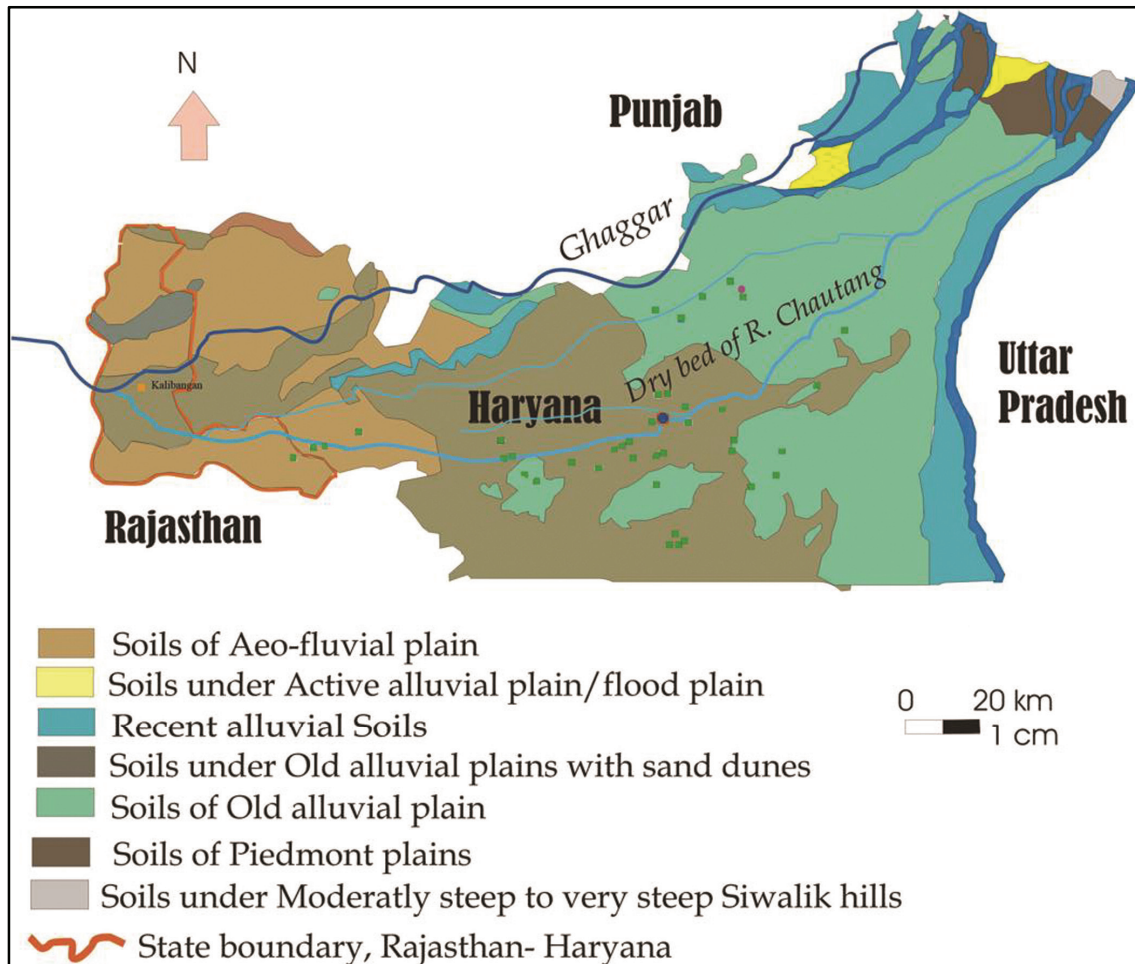 N
Punjab
Ghaggar
Dry bed of R. Chautang
Kalibangan
Haryana
Uttar
Pradesh
Rajasthan
Soils of Aeo-fluvial plain
Soils under Active alluvial plain/flood plain
Recent alluvial Soils
Soils under Old alluvial plains with sand dunes
Soils of Old alluvial plain
Soils of Piedmont plains
Soils under Moderatly steep to very steep Siwalik hills
State boundary, Rajasthan- Haryana
0 20 km
1 cm